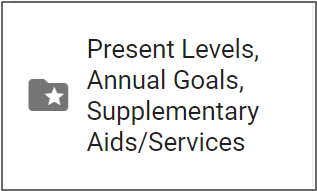 Present Levels,
Annual Goals,
Supplementary
Aids/Services